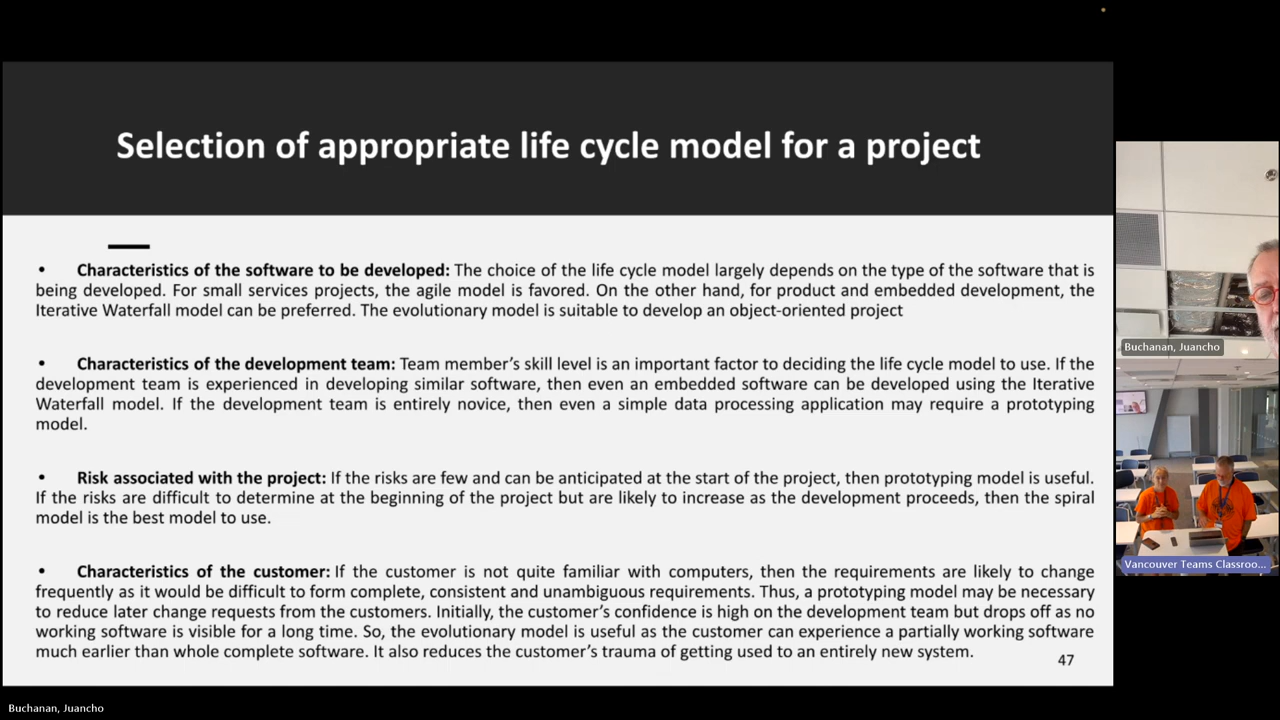 Selection of appropriate life cycle model for a project
• Characteristics of the software to be developed: The choice of the life cycle model largely depends on the type of the software that is
being developed. For small services projects, the agile model is favored. On the other hand, for product and embedded development, the
Iterative Waterfall model can be preferred. The evolutionary model is suitable to develop an object-oriented project
• Characteristics of the development team: Team member’s skill level is an important factor to deciding the life cycle model to use. If the
development team is experienced in developing similar software, then even an embedded software can be developed using the Iterative
Waterfall model. If the development team is entirely novice, then even a simple data processing application may require a prototyping
model.
• Risk associated with the project: If the risks are few and can be anticipated at the start of the project, then prototyping model is useful.
If the risks are difficult to determine at the beginning of the project but are likely to increase as the development proceeds, then the spiral
model is the best model to use.
• Characteristics of the customer: If the customer is not quite familiar with computers, then the requirements are likely to change
frequently as it would be difficult to form complete, consistent and unambiguous requirements. Thus, a prototyping model may be necessary
to reduce later change requests from the customers. Initially, the customer’s confidence is high on the development team but drops off as no
working software is visible for a long time. So, the evolutionary model is useful as the customer can experience a partially working software
much earlier than whole complete software. It also reduces the customer’s trauma of getting used to an entirely new system.
47
Buchanan, Juancho
Vancouver Teams Classroo...
Buchanan, Juancho